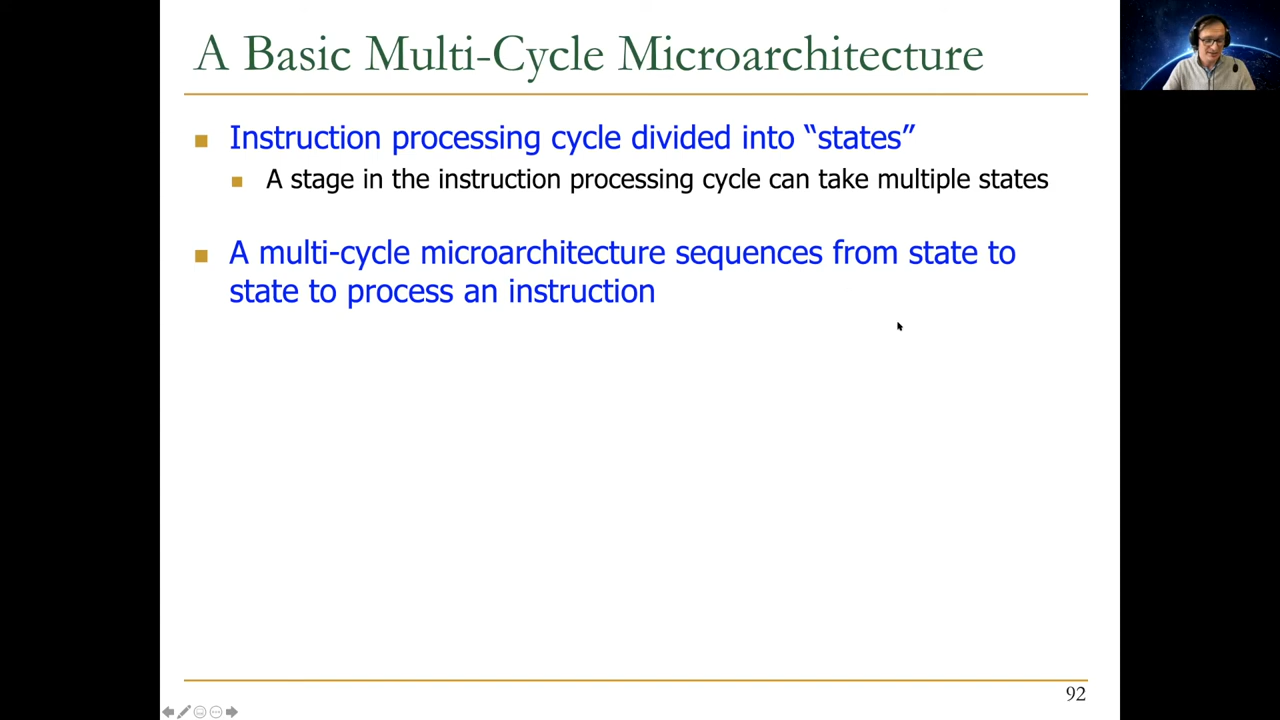 A Basic Multi-Cycle Microarchitecture
Instruction processing cycle divided into “states”
A stage in the instruction processing cycle can take multiple states
A multi-cycle microarchitecture sequences from state to
state to process an instruction
92